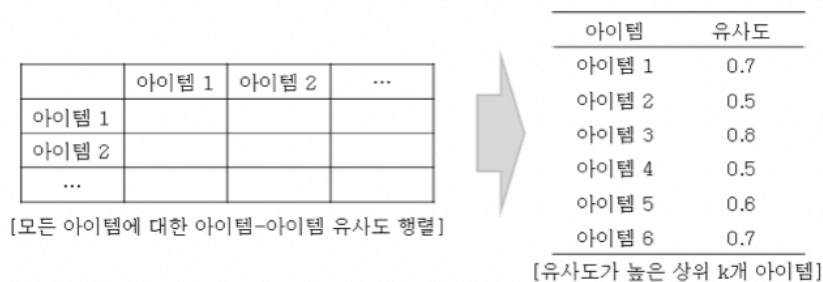 아이템 1 아이템 2 …
아이템 1
아이템 2
…
[모든 아이템에 대한 아이템-아이템 유사도 행렬]
아이템 유사도
아이템 1 0.7
아이템 2 0.5
아이템 3 0.8
아이템 4 0.5
아이템 5 0.6
아이템 6 0.7
[유사도가 높은 상위 k개 아이템]